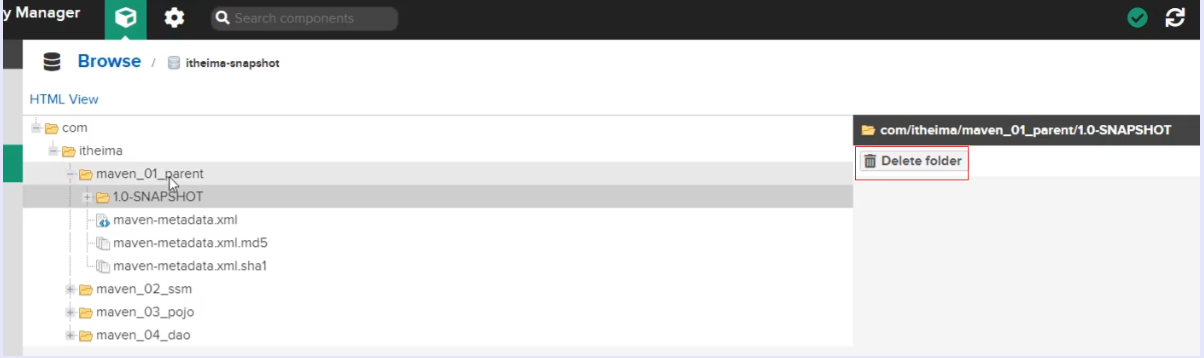 y Manager
Search components
Browse / itheima-snapshot
HTML View
com
itheima
maven_01_parent
1.0-SNAPSHOT
maven-metadata.xml
maven-metadata.xml.md5
maven-metadata.xml.sha1
maven_02_ssm
maven_03_pojo
maven_04_dao
com/itheima/maven_01_parent/1.0-SNAPSHOT
Delete folder